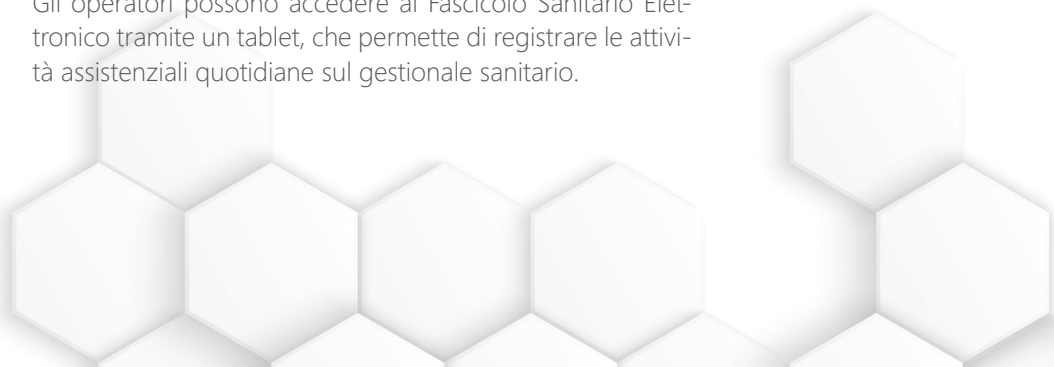 Gli operatori possono accedere al Fascicolo Sanitario Elet-
tronico tramite un tablet, che permette di registrare le attivi-
tà assistenziali quotidiane sul gestionale sanitario.